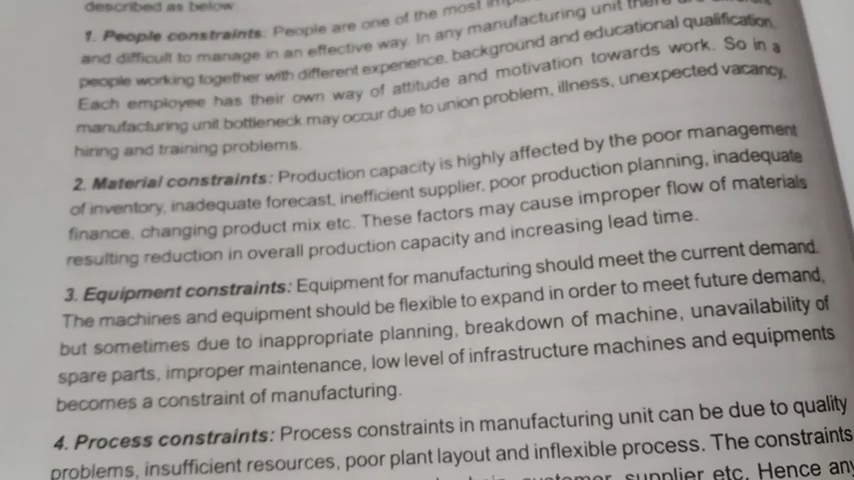 described as below
1. People constraints: People are one of the most
and difficult to manage in an effective way. In any manufacturing unit there
people working together with different experience, background and educational qualification.
Each employee has their own way of attitude and motivation towards work. So in a
manufacturing unit bottleneck may occur due to union problem, illness, unexpected vacancy,
hiring and training problems.
2. Material constraints: Production capacity is highly affected by the poor management
of inventory, inadequate forecast, inefficient supplier, poor production planning, inadequate
finance, changing product mix etc. These factors may cause improper flow of materials
resulting reduction in overall production capacity and increasing lead time.
3. Equipment constraints: Equipment for manufacturing should meet the current demand.
The machines and equipment should be flexible to expand in order to meet future demand,
but sometimes due to inappropriate planning, breakdown of machine, unavailability of
spare parts, improper maintenance, low level of infrastructure machines and equipments
becomes a constraint of manufacturing.
4. Process constraints: Process constraints in manufacturing unit can be due to quality
problems, insufficient resources, poor plant layout and inflexible process. The constraints
customer, supplier etc. Hence any